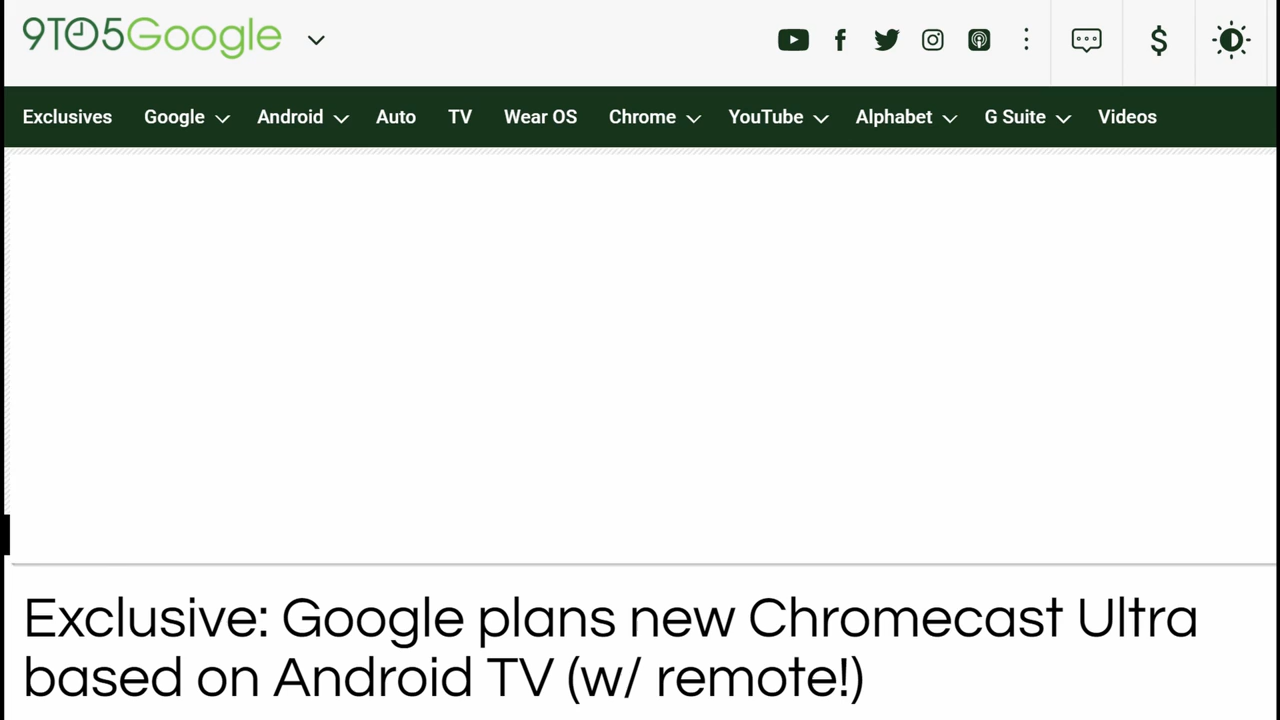 9TO5Google
Exclusives Google Android Auto TV Wear OS Chrome YouTube Alphabet G Suite Videos
Exclusive: Google plans new Chromecast Ultra
based on Android TV (w/ remote!)